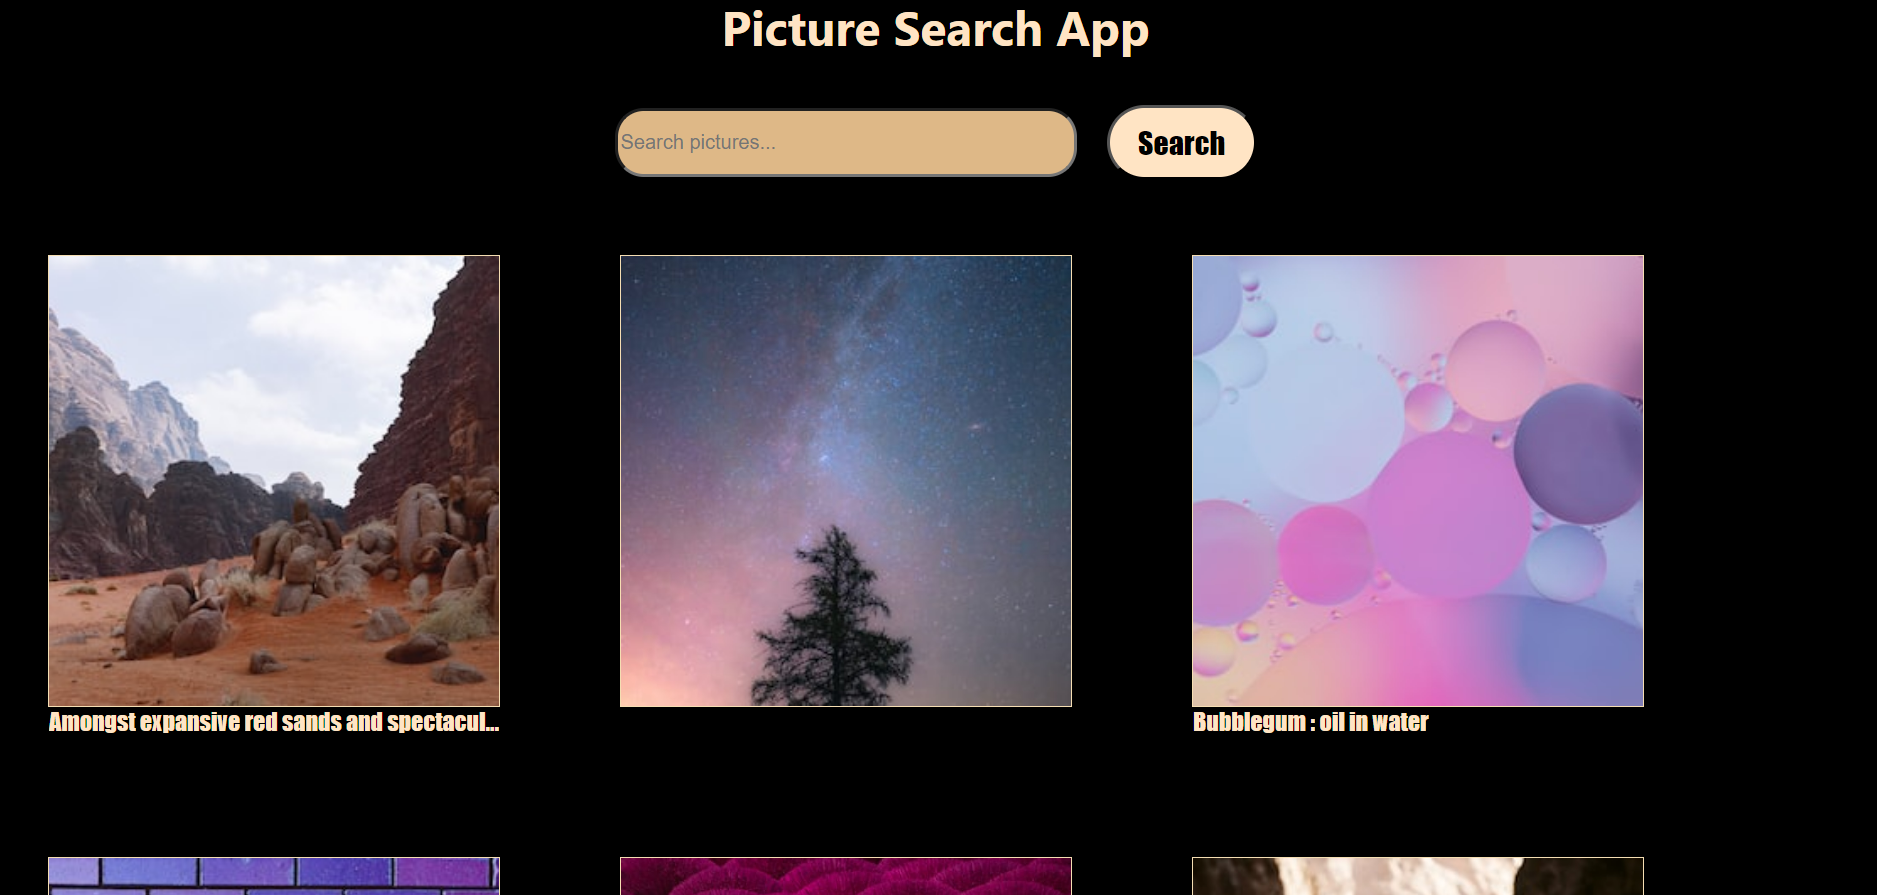 Picture Search App
Search pictures...
Search
Amongst expansive red sands and spectacul...
Bubblegum : oil in water